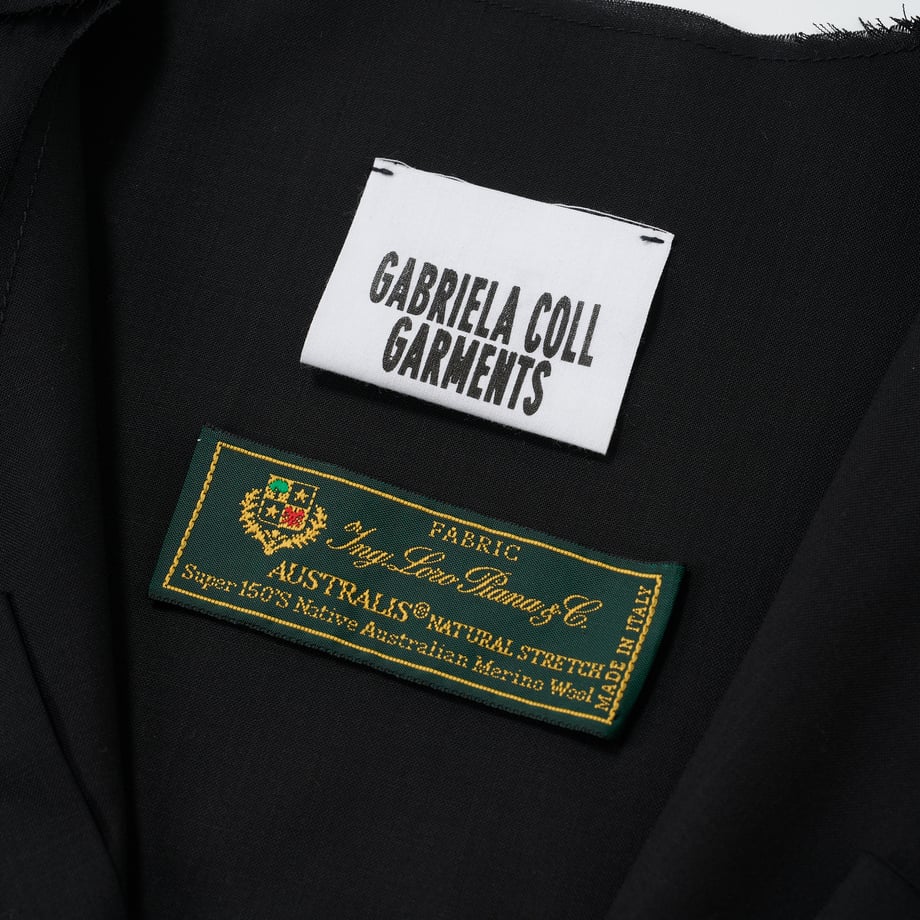 GABRIELA COLL
GARMENTS
FABRIC
Ing. Loro Piana & C.
AUSTRALIS® NATURAL STRETCH
Super 150'S Native Australian Merino Wool
MADE IN ITALY